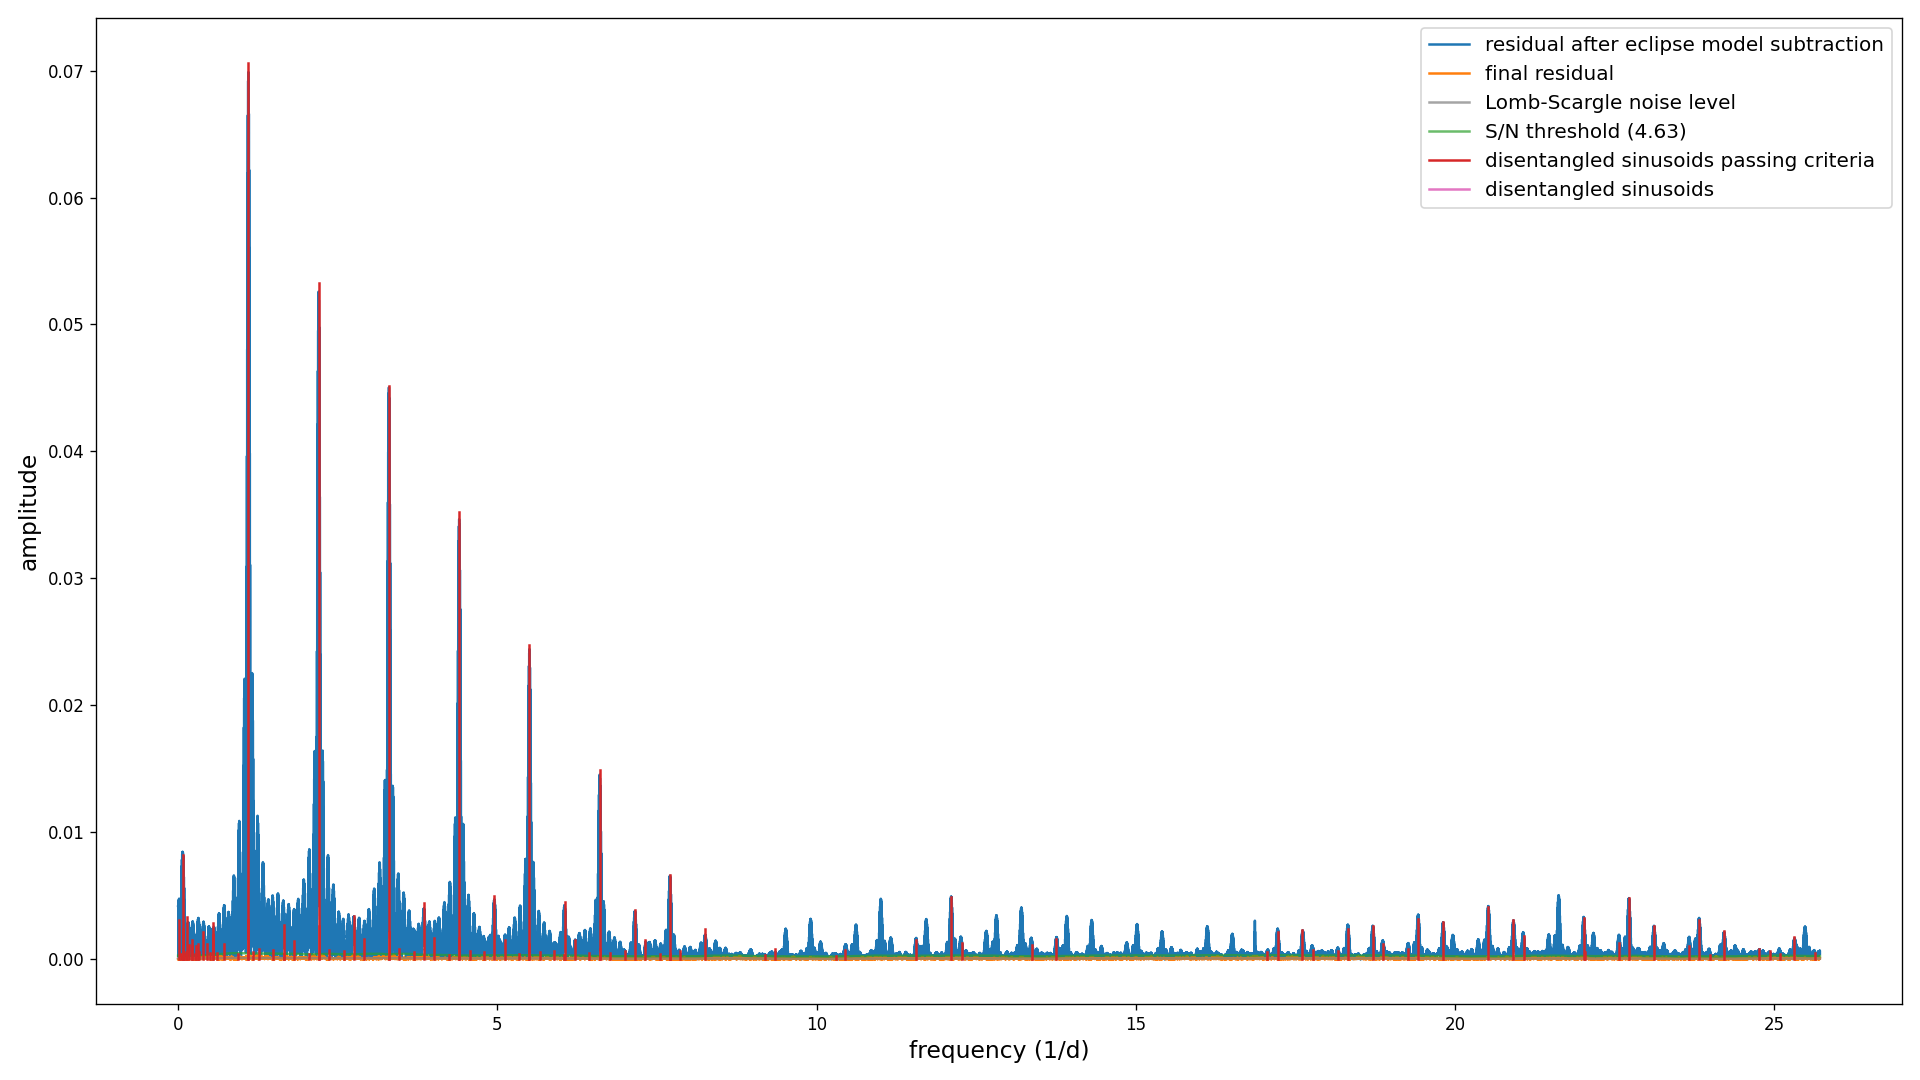 residual after eclipse model subtraction
final residual
Lomb-Scargle noise level
S/N threshold (4.63)
disentangled sinusoids passing criteria
disentangled sinusoids
amplitude
0.07
0.06
0.05
0.04
0.03
0.02
0.01
0.00
0 5 10 15 20 25
frequency (1/d)